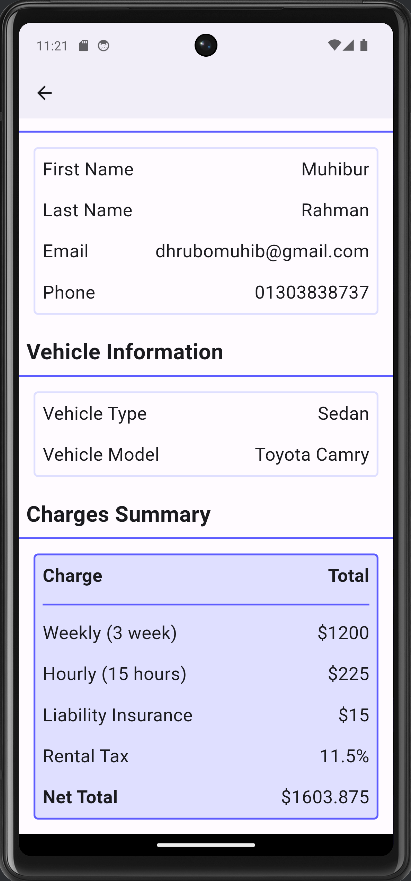 11:21
First Name Muhibur
Last Name Rahman
Email dhrubomuhib@gmail.com
Phone 01303838737
Vehicle Information
Vehicle Type Sedan
Vehicle Model Toyota Camry
Charges Summary
Charge Total
Weekly (3 week) $1200
Hourly (15 hours) $225
Liability Insurance $15
Rental Tax 11.5%
Net Total $1603.875